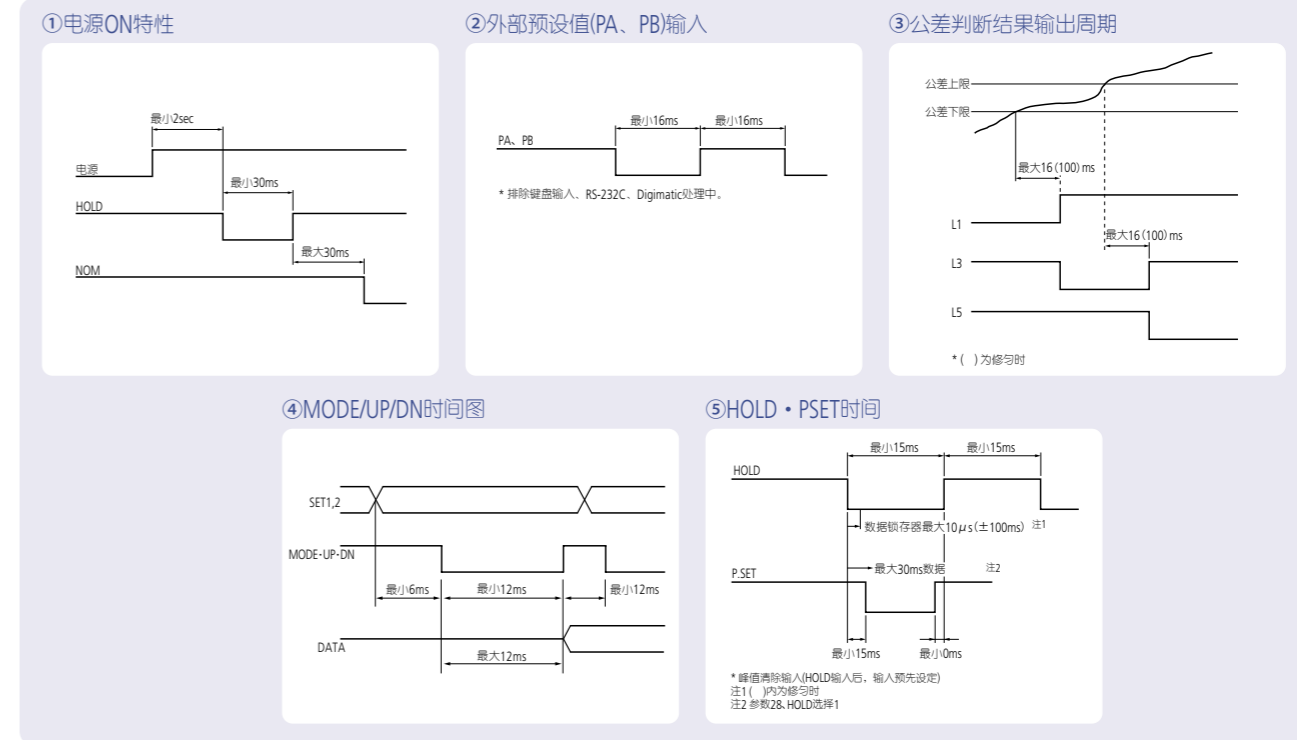 ①电源ON特性
最小2sec
电源
最小30ms
HOLD
最大30ms
NOM
②外部预设值(PA、PB)输入
最小16ms 最小16ms
PA、PB
* 排除键盘输入、RS-232C、Digimatic处理中。
③公差判断结果输出周期
公差上限
公差下限
最大16(100)ms
L1
最大16(100)ms
L3
L5
* ( ) 为修匀时
④MODE/UP/DN时间图
SET1,2
MODE·UP·DN
最小6ms 最小12ms 最小12ms
DATA
最大12ms
⑤HOLD・PSET时间
最小15ms 最小15ms
HOLD
数据锁存器最大10μs(±100ms) 注1
最大30ms数据 注2
P.SET
最小15ms 最小0ms
* 峰值清除输入(HOLD输入后，输入预先设定)
注1 ( )内为修匀时
注2 参数28、HOLD选择1